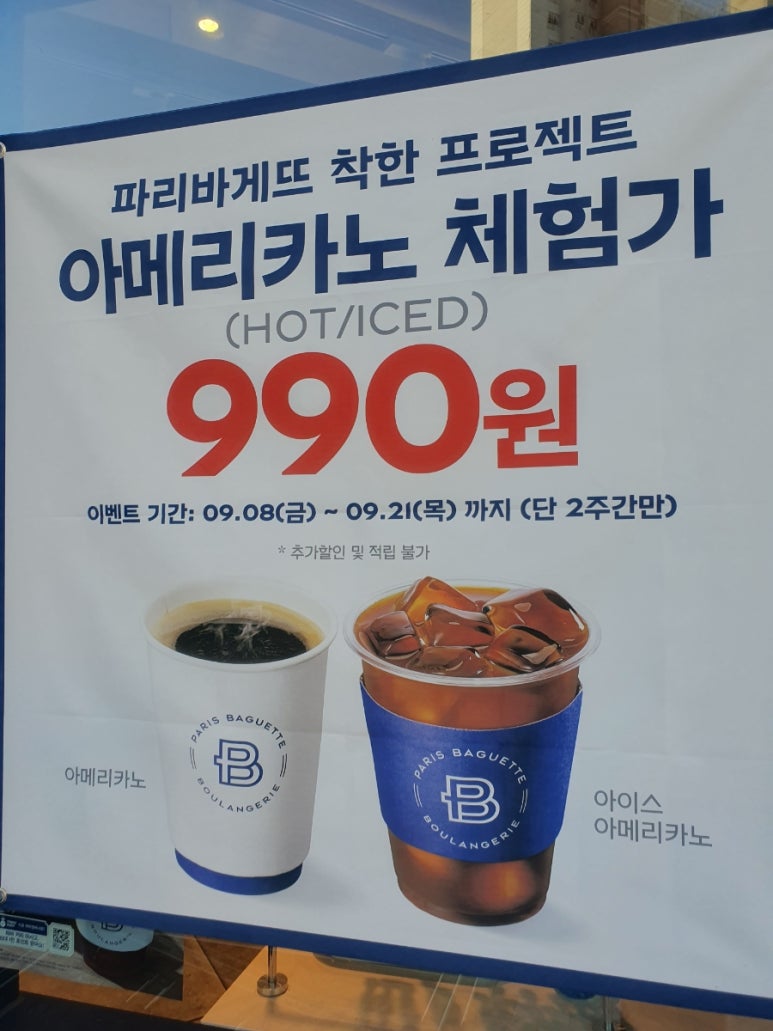 파리바게뜨 착한 프로젝트
아메리카노 체험가
(HOT/ICED)
990원
이벤트 기간: 09.08(금) ~ 09.21(목) 까지 (단 2주간만)
* 추가할인 및 적립 불가
아메리카노
PARIS BAGUETTE
B
BOULANGERIE
PARIS BAGUETTE
B
BOULANGERIE
아이스
아메리카노